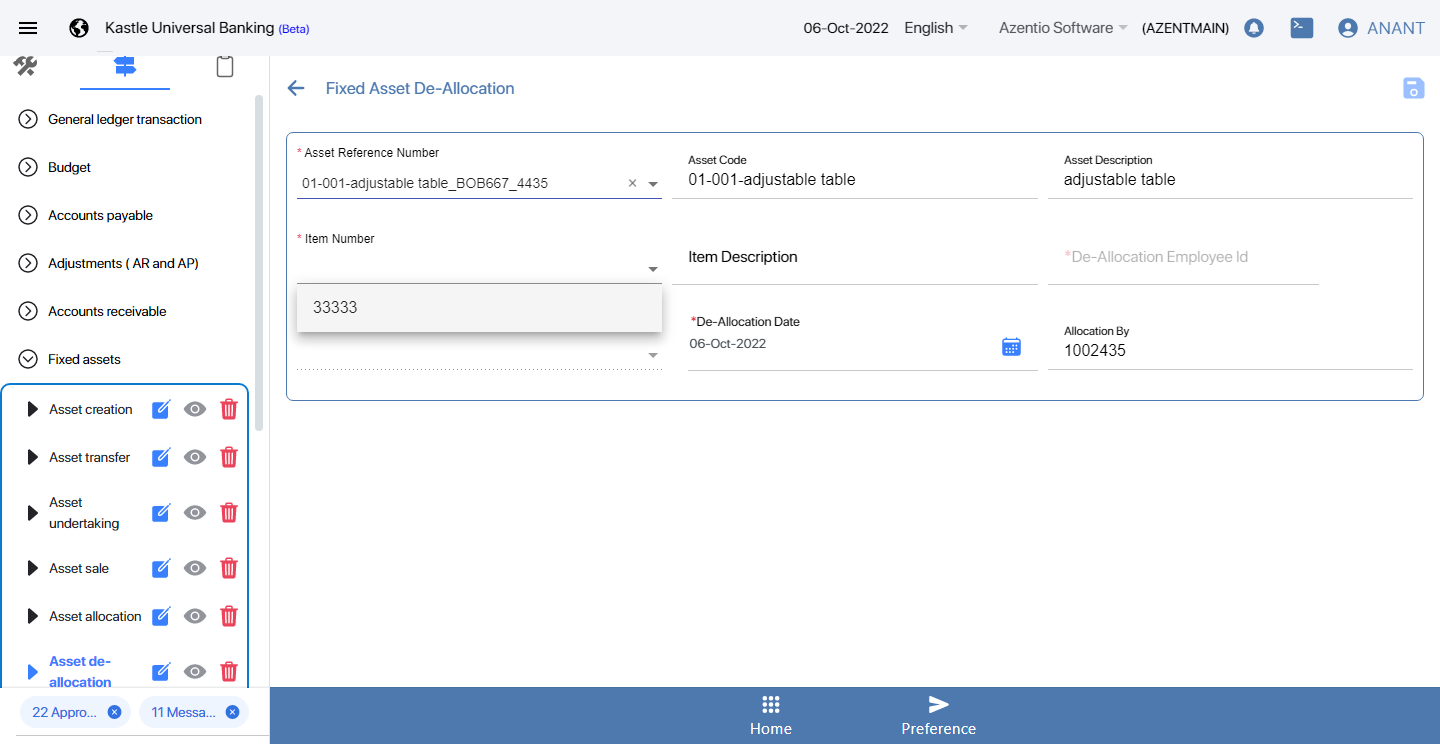 Kastle Universal Banking (Beta)
06-Oct-2022
English
Azentio Software
(AZENTMAIN)
ANANT
General ledger transaction
Budget
Accounts payable
Adjustments ( AR and AP)
Accounts receivable
Fixed assets
Asset creation
Asset transfer
Asset
undertaking
Asset sale
Asset allocation
Asset de-
allocation
22 Appro...
11 Messa...
Fixed Asset De-Allocation
* Asset Reference Number
01-001-adjustable table_BOB667_4435
Asset Code
01-001-adjustable table
Asset Description
adjustable table
* Item Number
33333
Item Description
*De-Allocation Employee Id
*De-Allocation Date
06-Oct-2022
Allocation By
1002435
Home
Preference